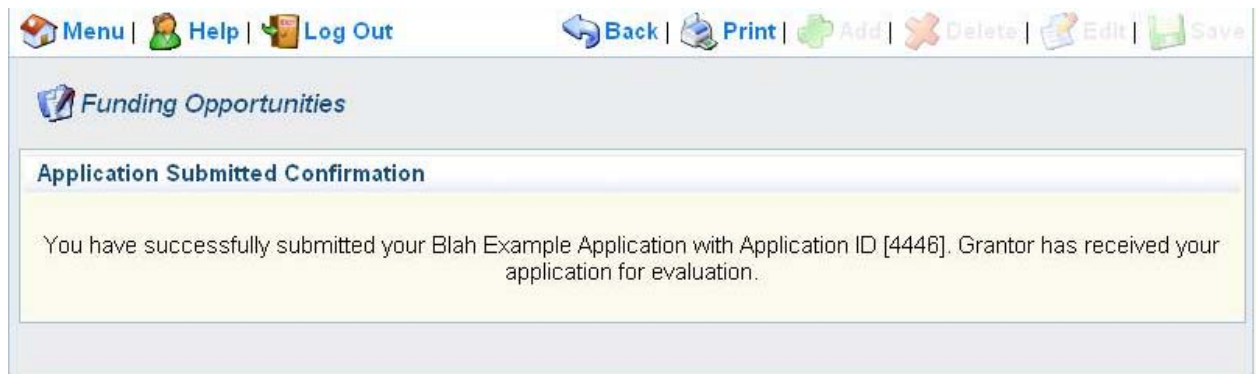 Menu | Help | Log Out Back | Print | Add | Delete | Edit | Save
Funding Opportunities
Application Submitted Confirmation
You have successfully submitted your Blah Example Application with Application ID [4446]. Grantor has received your
application for evaluation.